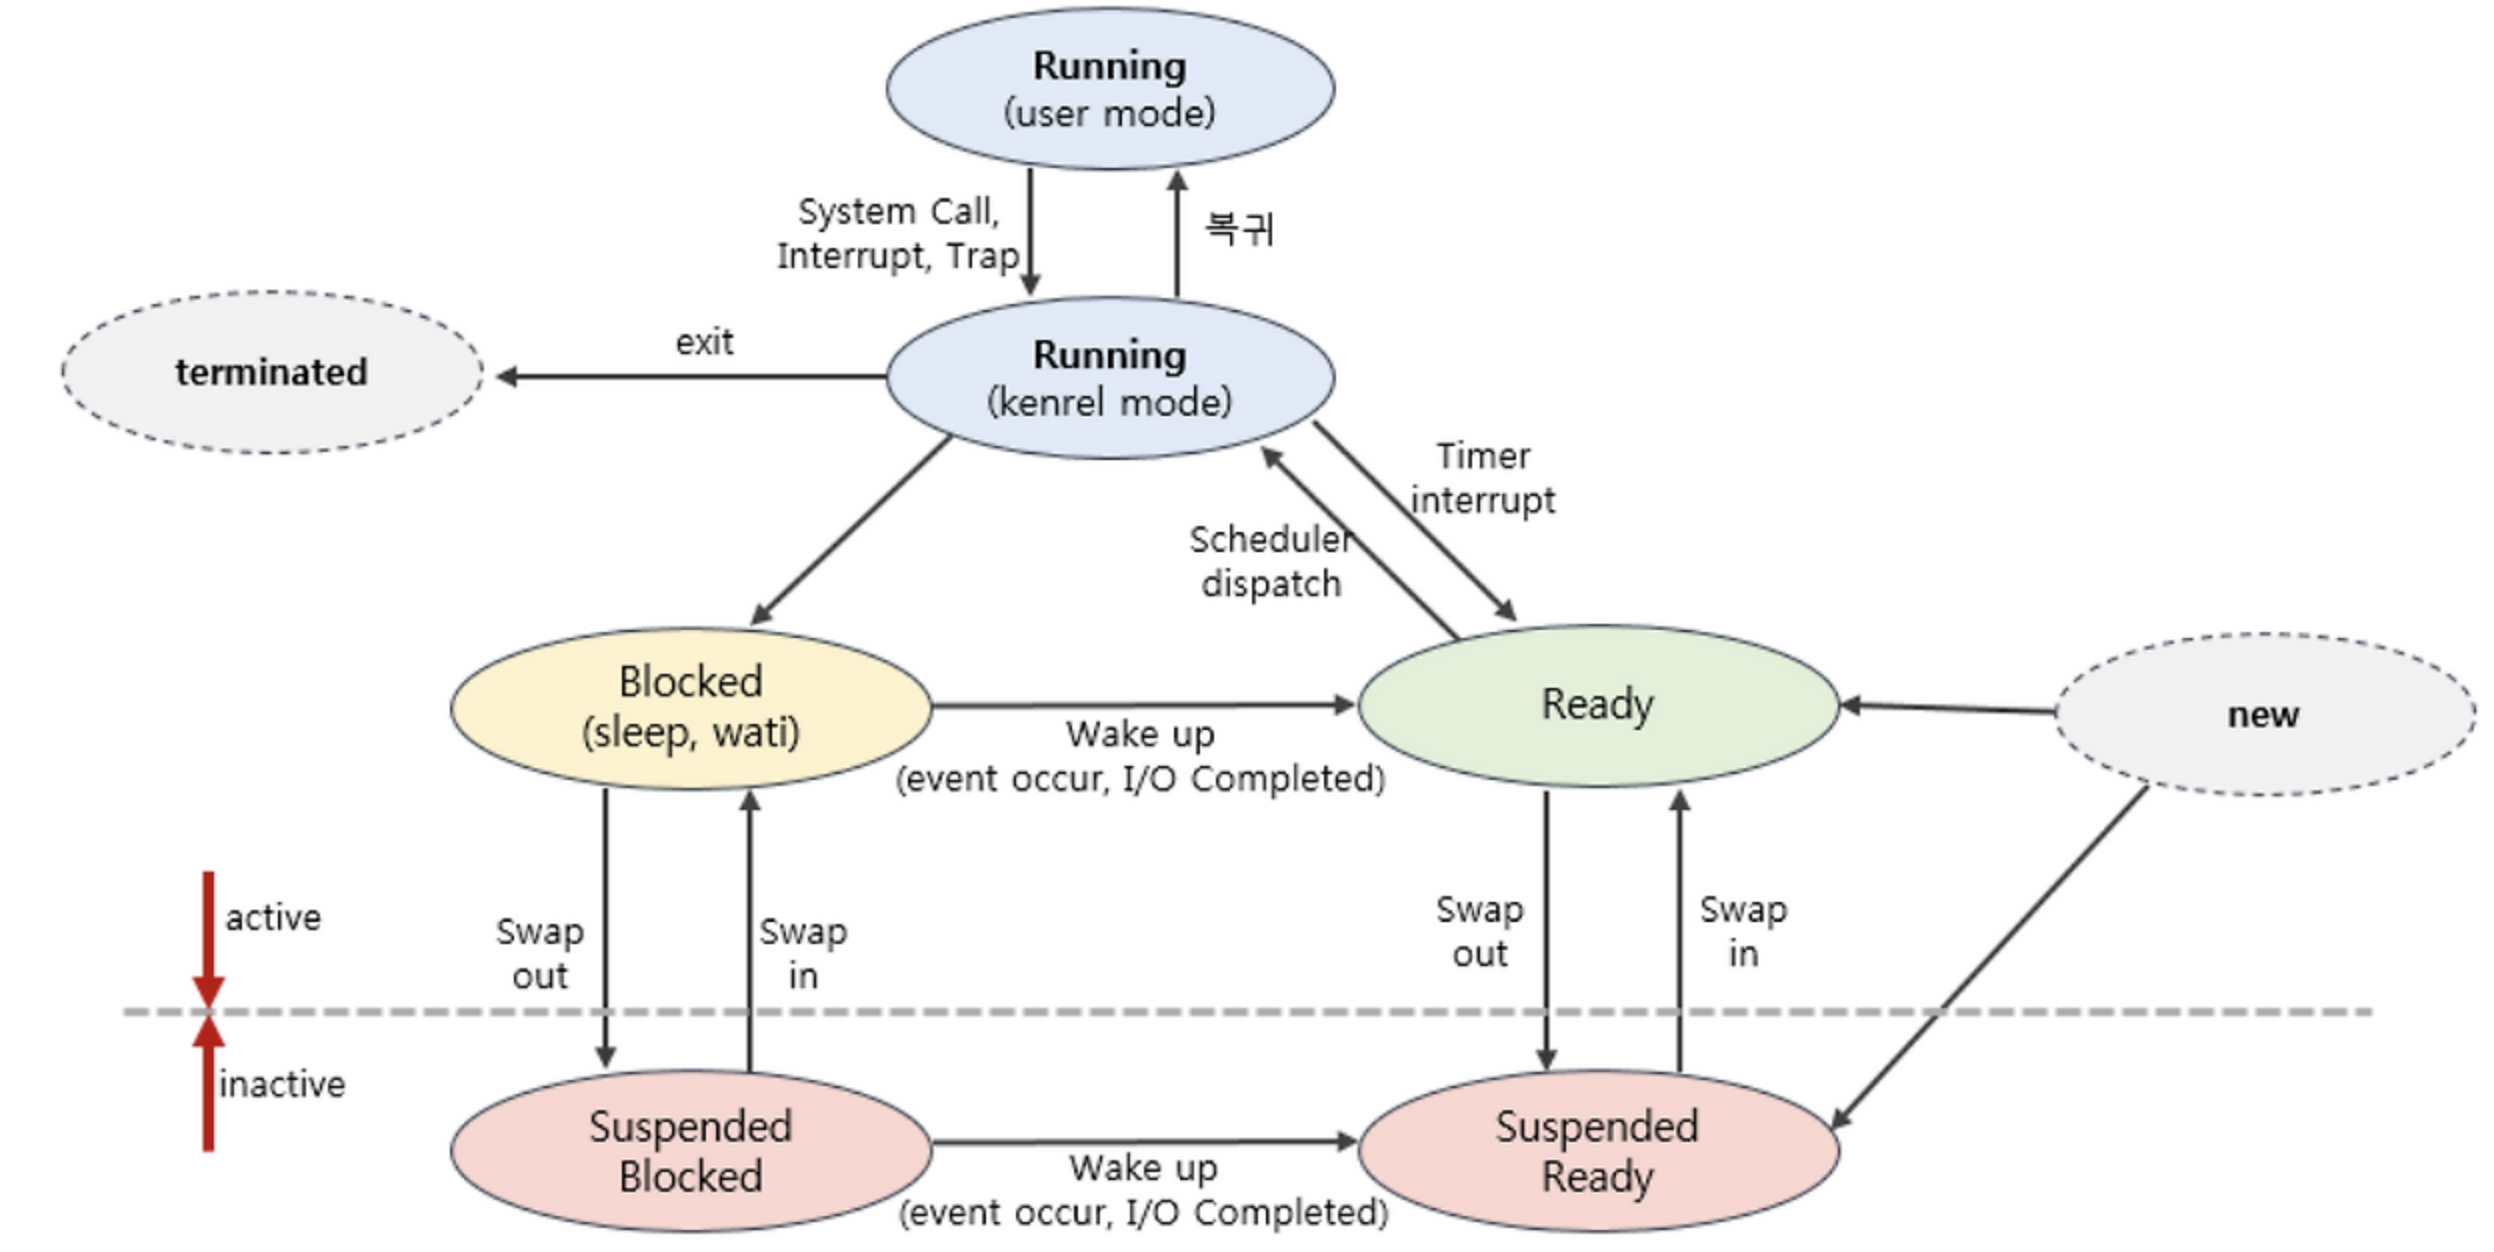 Running
(user mode)
System Call,
Interrupt, Trap
복귀
terminated
exit
Running
(kenrel mode)
Timer
interrupt
Scheduler
dispatch
Blocked
(sleep, wati)
Wake up
(event occur, I/O Completed)
Ready
new
active
inactive
Swap
out
Swap
in
Swap
out
Swap
in
Suspended
Blocked
Wake up
(event occur, I/O Completed)
Suspended
Ready